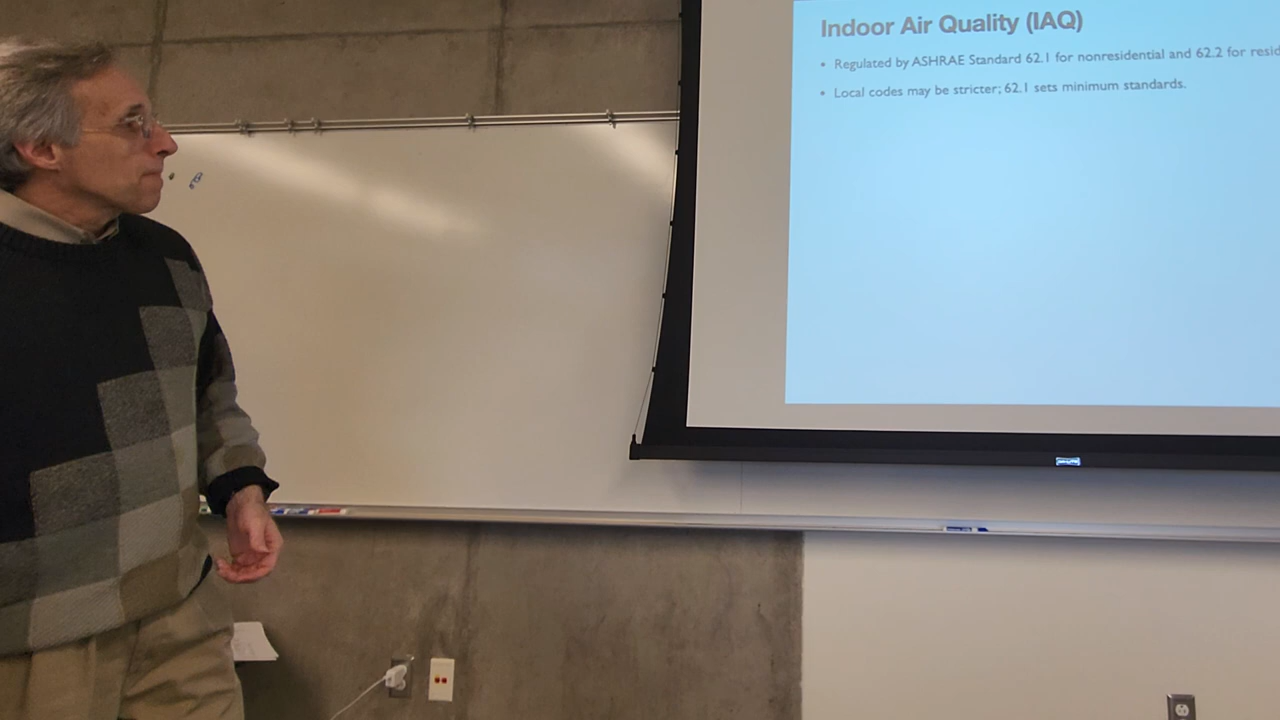 Indoor Air Quality (IAQ)
• Regulated by ASHRAE Standard 62.1 for nonresidential and 62.2 for resid
• Local codes may be stricter; 62.1 sets minimum standards.